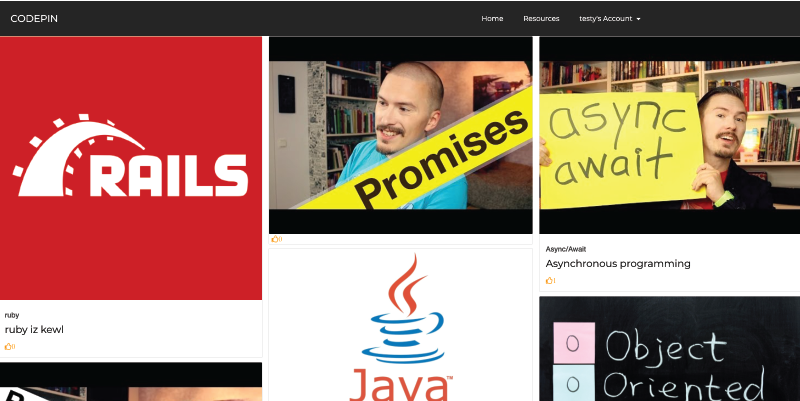 CODEPIN
Home
Resources
testy's Account
RAILS
ruby
ruby iz kewl
0
Promises
0
Java™
async
await
Async/Await
Asynchronous programming
1
O Object
O Oriented